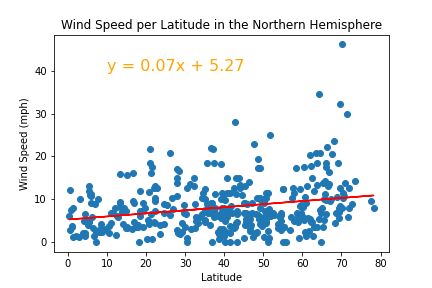 Wind Speed per Latitude in the Northern Hemisphere
y = 0.07x + 5.27
Wind Speed (mph)
40
30
20
10
0
0 10 20 30 40 50 60 70 80
Latitude